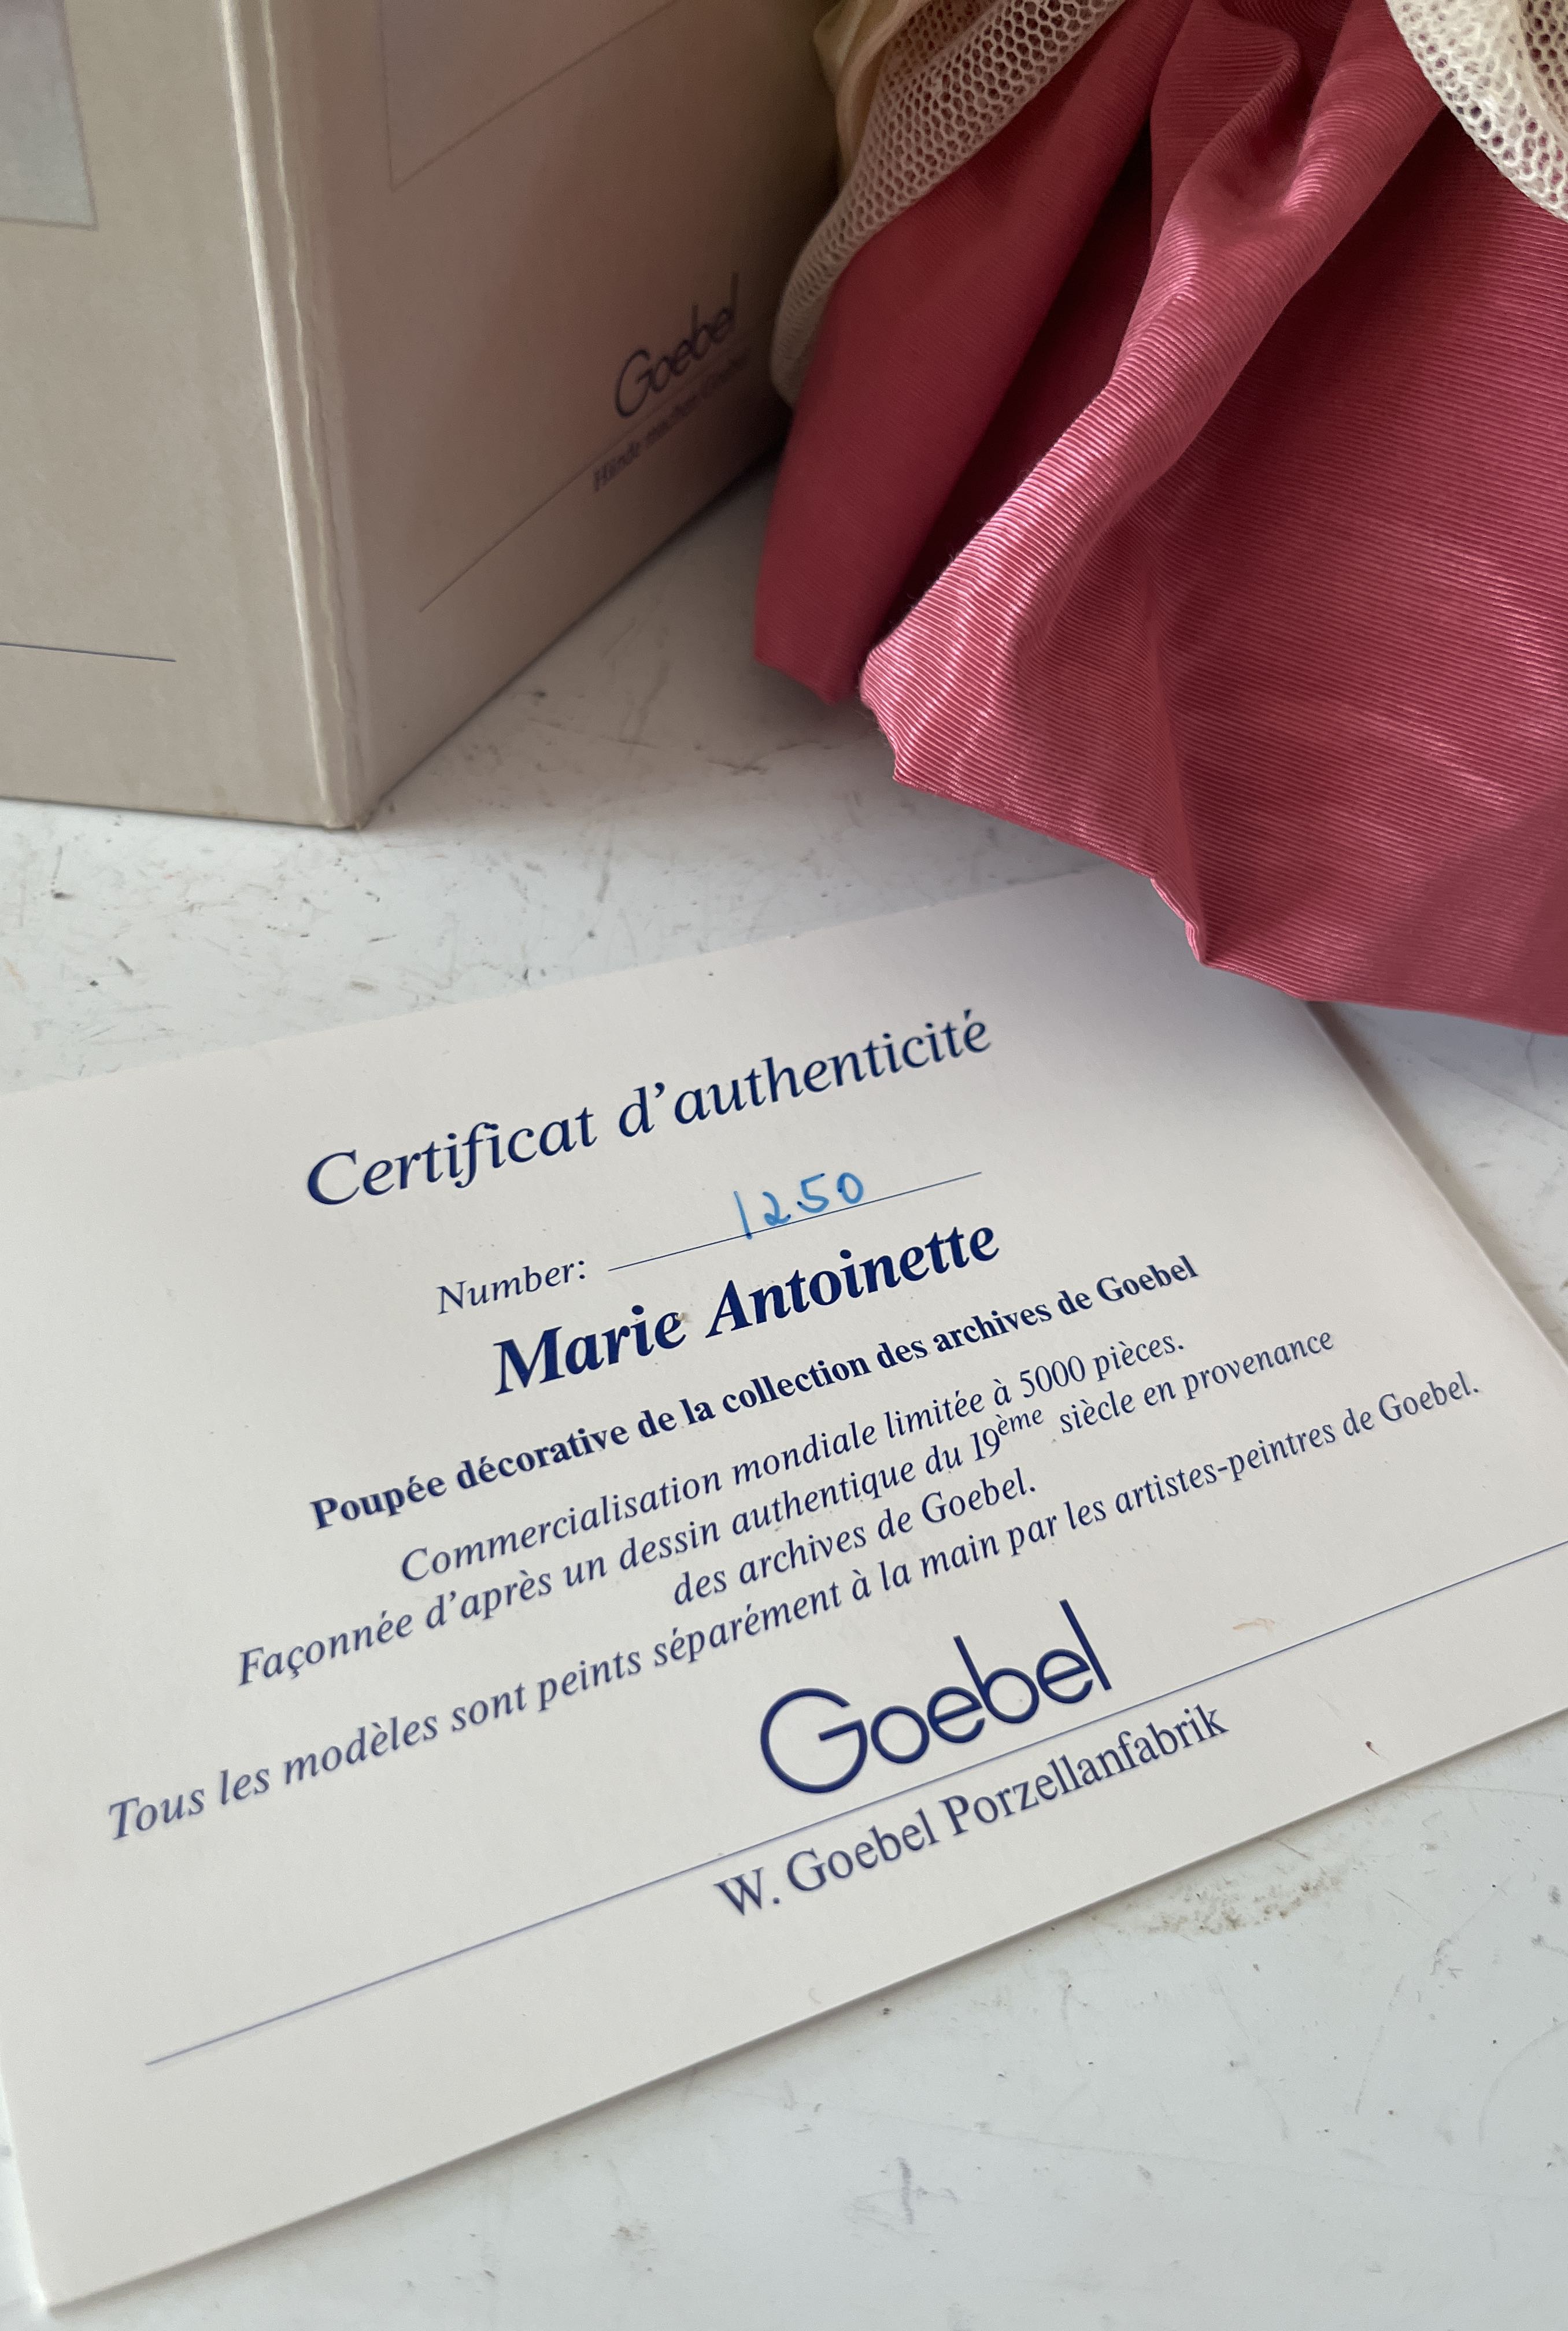 Goebel
Hände
Certificat d’authenticité
Number: 1250
Marie Antoinette
Poupée décorative de la collection des archives de Goebel
Commercialisation mondiale limitée à 5000 pièces.
Façonnée d’après un dessin authentique du 19ème siècle en provenance
des archives de Goebel.
Tous les modèles sont peints séparément à la main par les artistes-peintres de Goebel.
Goebel
W. Goebel Porzellanfabrik